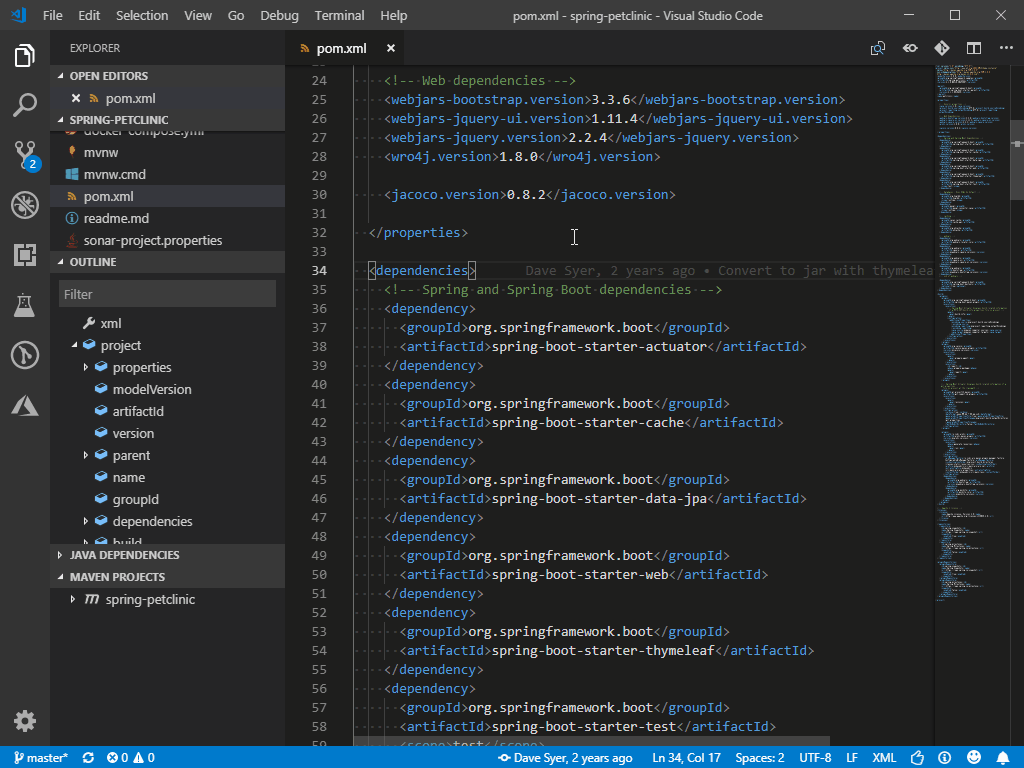 File Edit Selection View Go Debug Terminal Help
pom.xml - spring-petclinic - Visual Studio Code
EXPLORER
OPEN EDITORS
pom.xml
SPRING-PETCLINIC
docker-compose.yml
mvnw
mvnw.cmd
pom.xml
readme.md
sonar-project.properties
OUTLINE
Filter
xml
project
properties
modelVersion
artifactId
version
parent
name
groupId
dependencies
build
JAVA DEPENDENCIES
MAVEN PROJECTS
spring-petclinic
2
pom.xml
24 <!-- Web dependencies -->
25 <webjars-bootstrap.version>3.3.6</webjars-bootstrap.version>
26 <webjars-jquery-ui.version>1.11.4</webjars-jquery-ui.version>
27 <webjars-jquery.version>2.2.4</webjars-jquery.version>
28 <wro4j.version>1.8.0</wro4j.version>
29
30 <jacoco.version>0.8.2</jacoco.version>
31
32 </properties>
33
34 <dependencies> Dave Syer, 2 years ago • Convert to jar with thymelea
35 <!-- Spring and Spring Boot dependencies -->
36 <dependency>
37 <groupId>org.springframework.boot</groupId>
38 <artifactId>spring-boot-starter-actuator</artifactId>
39 </dependency>
40 <dependency>
41 <groupId>org.springframework.boot</groupId>
42 <artifactId>spring-boot-starter-cache</artifactId>
43 </dependency>
44 <dependency>
45 <groupId>org.springframework.boot</groupId>
46 <artifactId>spring-boot-starter-data-jpa</artifactId>
47 </dependency>
48 <dependency>
49 <groupId>org.springframework.boot</groupId>
50 <artifactId>spring-boot-starter-web</artifactId>
51 </dependency>
52 <dependency>
53 <groupId>org.springframework.boot</groupId>
54 <artifactId>spring-boot-starter-thymeleaf</artifactId>
55 </dependency>
56 <dependency>
57 <groupId>org.springframework.boot</groupId>
58 <artifactId>spring-boot-starter-test</artifactId>
59 <scope>test</scope>
master* 0 0 Dave Syer, 2 years ago Ln 34, Col 17 Spaces: 2 UTF-8 LF XML